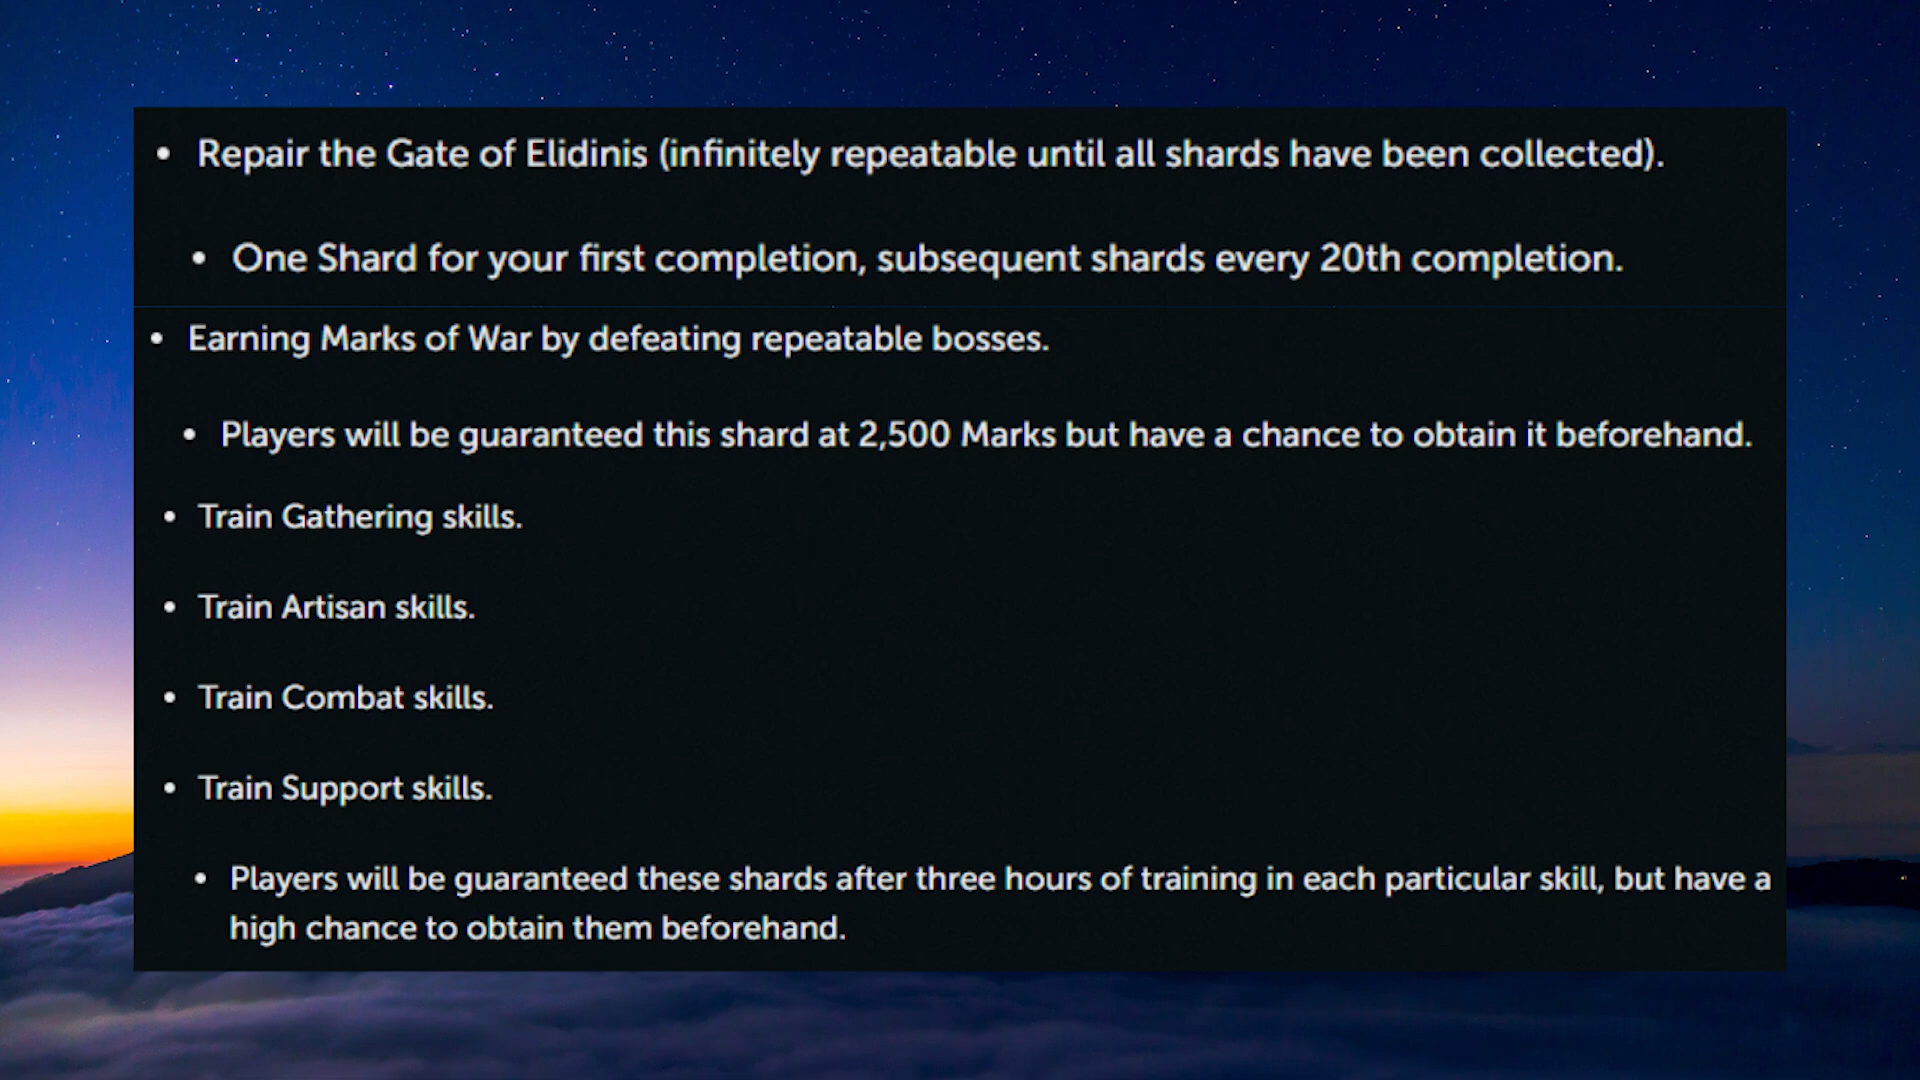 • Repair the Gate of Elidinis (infinitely repeatable until all shards have been collected).
• One Shard for your first completion, subsequent shards every 20th completion.
• Earning Marks of War by defeating repeatable bosses.
• Players will be guaranteed this shard at 2,500 Marks but have a chance to obtain it beforehand.
• Train Gathering skills.
• Train Artisan skills.
• Train Combat skills.
• Train Support skills.
• Players will be guaranteed these shards after three hours of training in each particular skill, but have a
high chance to obtain them beforehand.